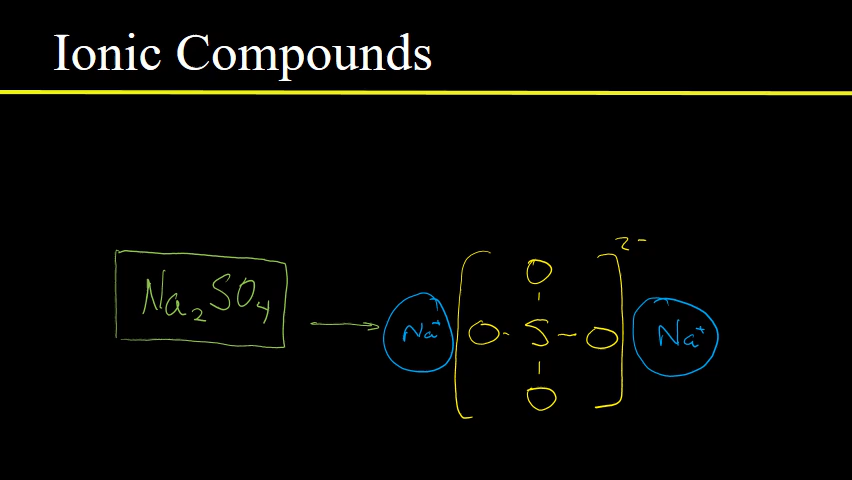 Ionic Compounds
Na₂SO₄
2-
O
Na⁺ O-S-O Na⁺
O